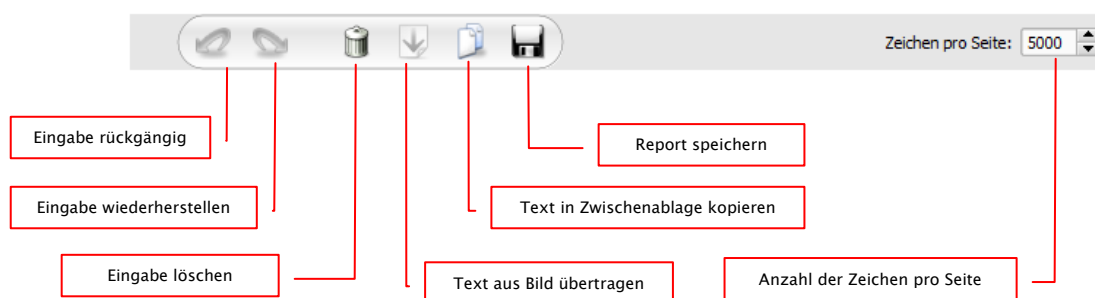 Zeichen pro Seite: 5000
Eingabe rückgängig
Report speichern
Eingabe wiederherstellen
Text in Zwischenablage kopieren
Eingabe löschen
Text aus Bild übertragen
Anzahl der Zeichen pro Seite